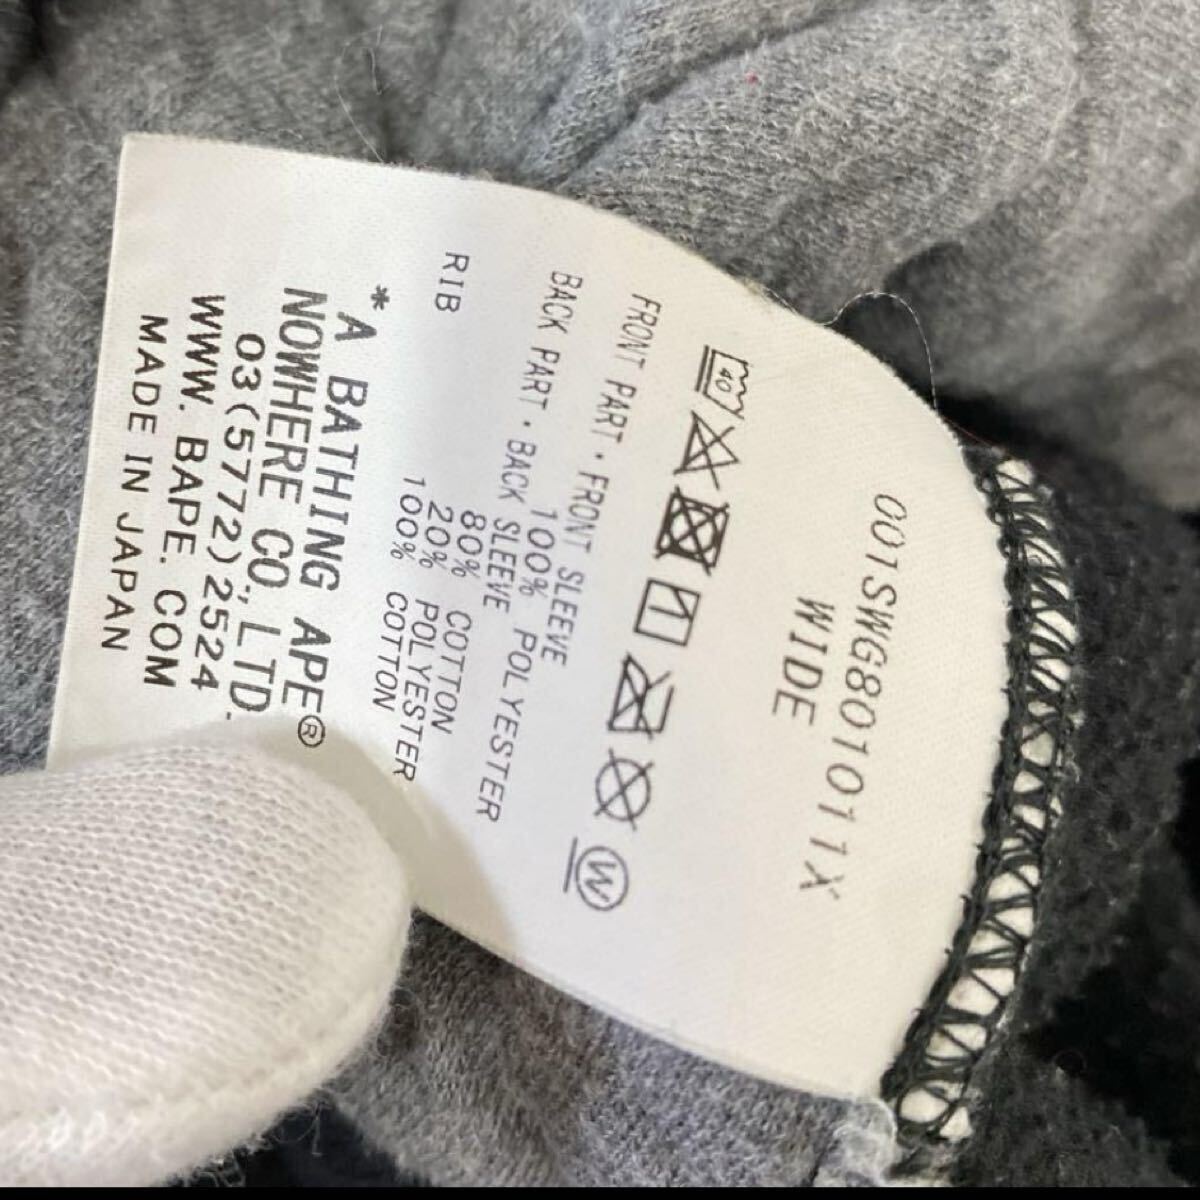 001SWG801011X
WIDE
40
W
FRONT PART・FRONT SLEEVE
100% POLYESTER
BACK PART・BACK SLEEVE
80% COTTON
20% POLYESTER
RIB 100% COTTON
* A BATHING APE®
NOWHERE CO.,LTD.
03(5772)2524
WWW.BAPE.COM
MADE IN JAPAN